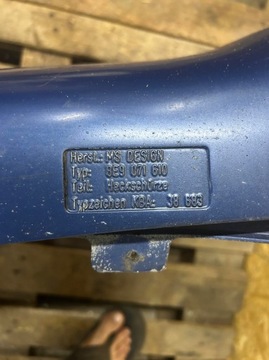 Herst.: MS DESIGN
Typ: 8E9 071 610
Teil: Heckschürze
Typzeichen KBA: 38 693